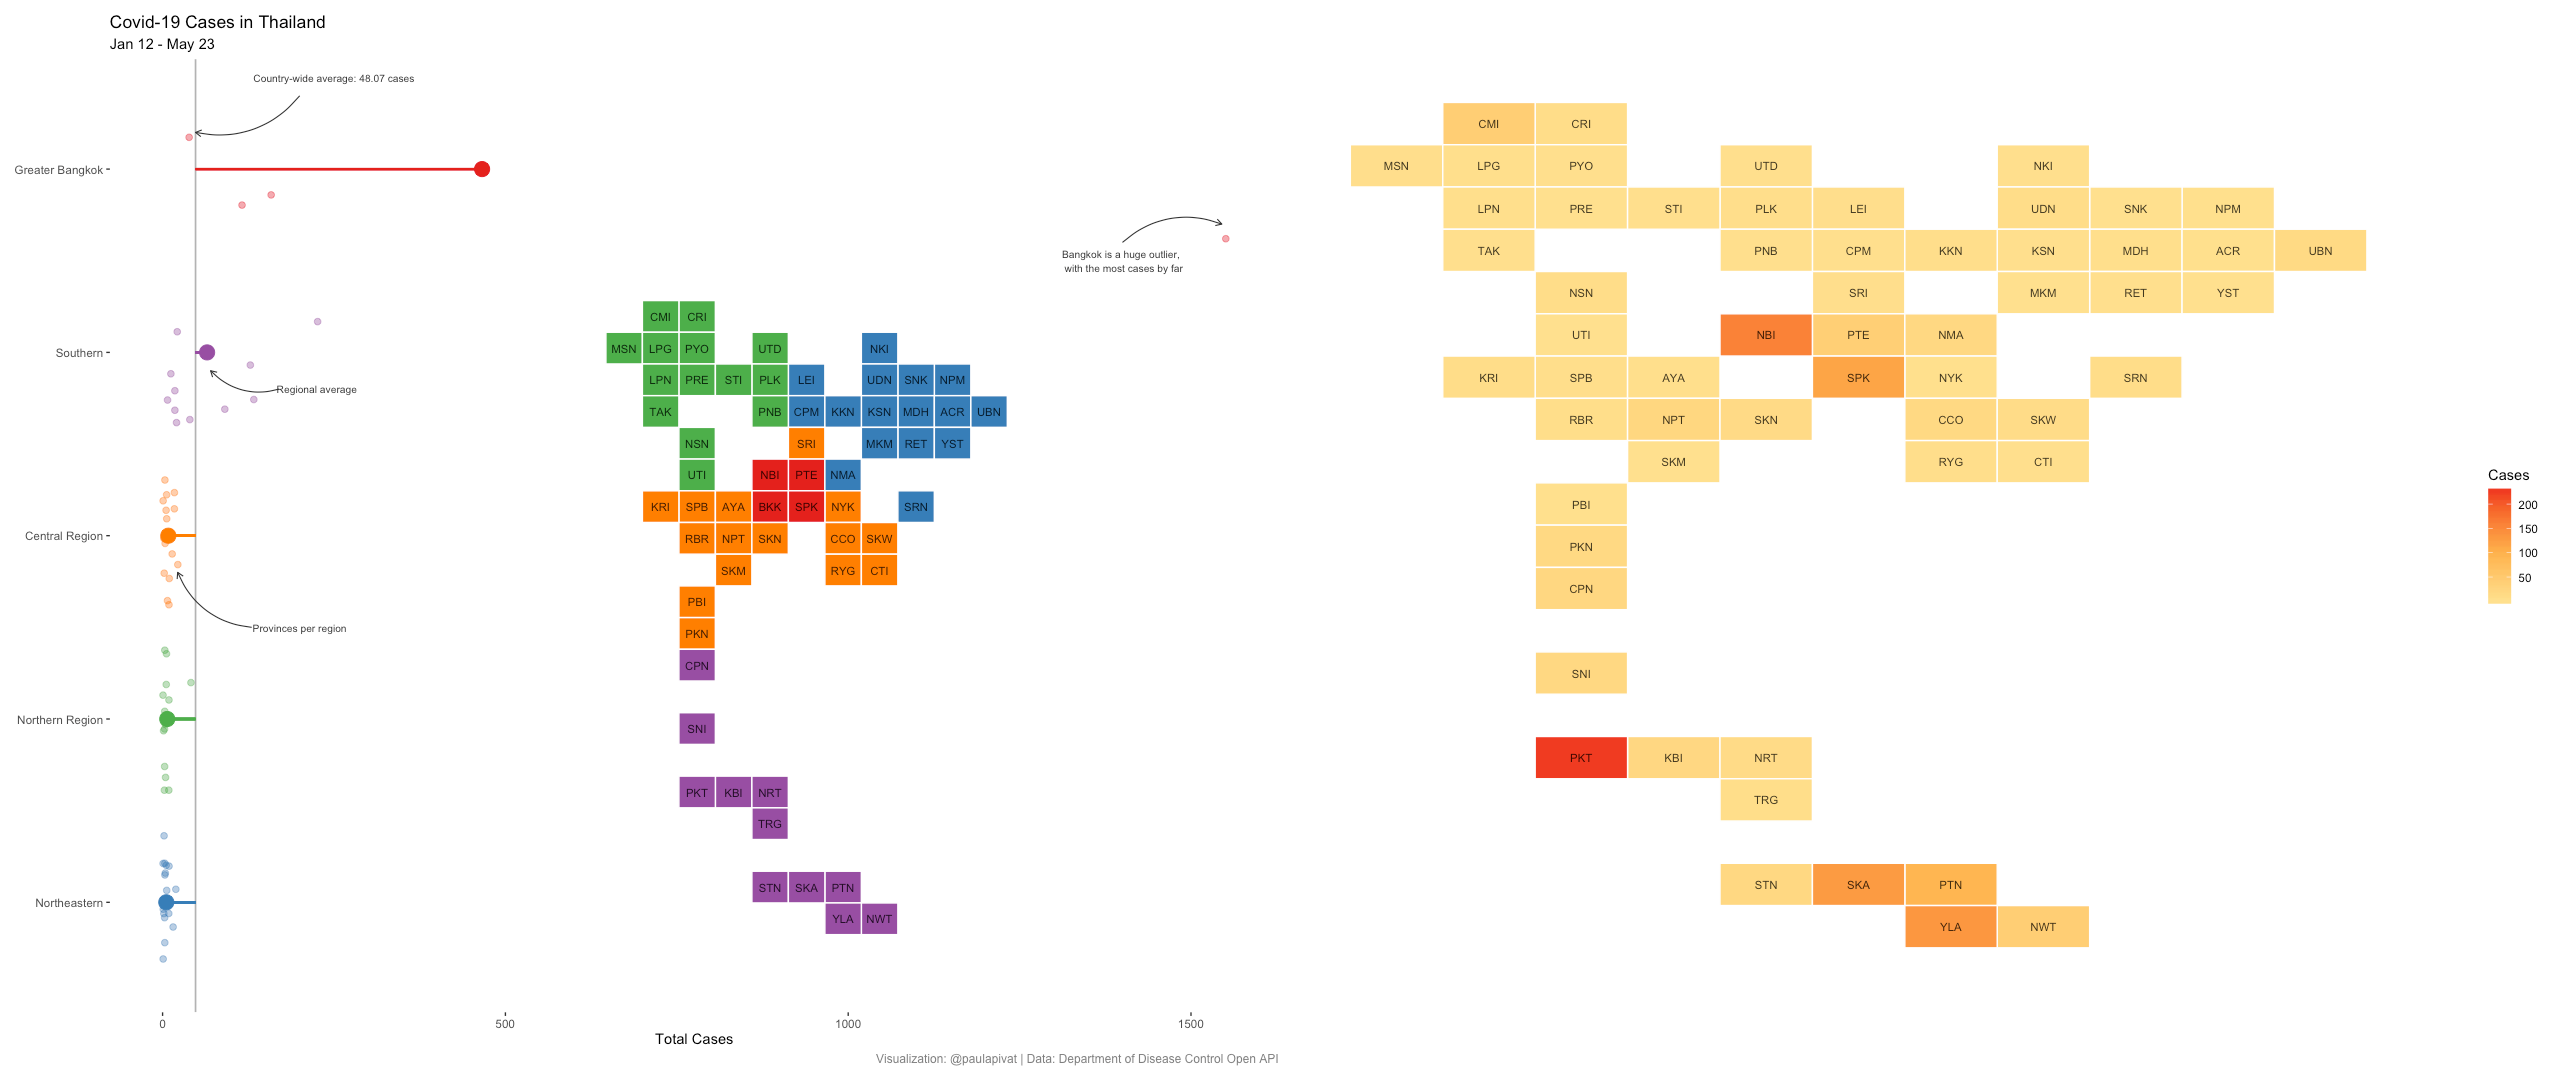 Covid-19 Cases in Thailand
Jan 12 - May 23
Country-wide average: 48.07 cases
Greater Bangkok
Bangkok is a huge outlier,
with the most cases by far
Southern
Regional average
Central Region
Provinces per region
Northern Region
Northeastern
CMI CRI
MSN LPG PYO UTD NKI
LPN PRE STI PLK LEI UDN SNK NPM
TAK PNB CPM KKN KSN MDH ACR UBN
NSN SRI MKM RET YST
UTI NBI PTE NMA
KRI SPB AYA BKK SPK NYK SRN
RBR NPT SKN CCO SKW
SKM RYG CTI
PBI
PKN
CPN
SNI
PKT KBI NRT
TRG
STN SKA PTN
YLA NWT
0 500 1000 1500
Total Cases
CMI CRI
MSN LPG PYO UTD NKI
LPN PRE STI PLK LEI UDN SNK NPM
TAK PNB CPM KKN KSN MDH ACR UBN
NSN SRI MKM RET YST
UTI NBI PTE NMA
KRI SPB AYA SPK NYK SRN
RBR NPT SKN CCO SKW
SKM RYG CTI
PBI
PKN
CPN
SNI
PKT KBI NRT
TRG
STN SKA PTN
YLA NWT
Cases
200
150
100
50
Visualization: @paulapivat | Data: Department of Disease Control Open API